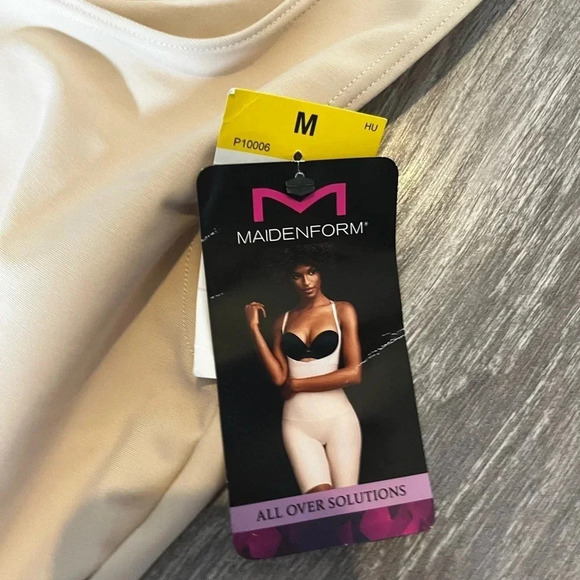 M
HU
P10006
MAIDENFORM®
ALL OVER SOLUTIONS